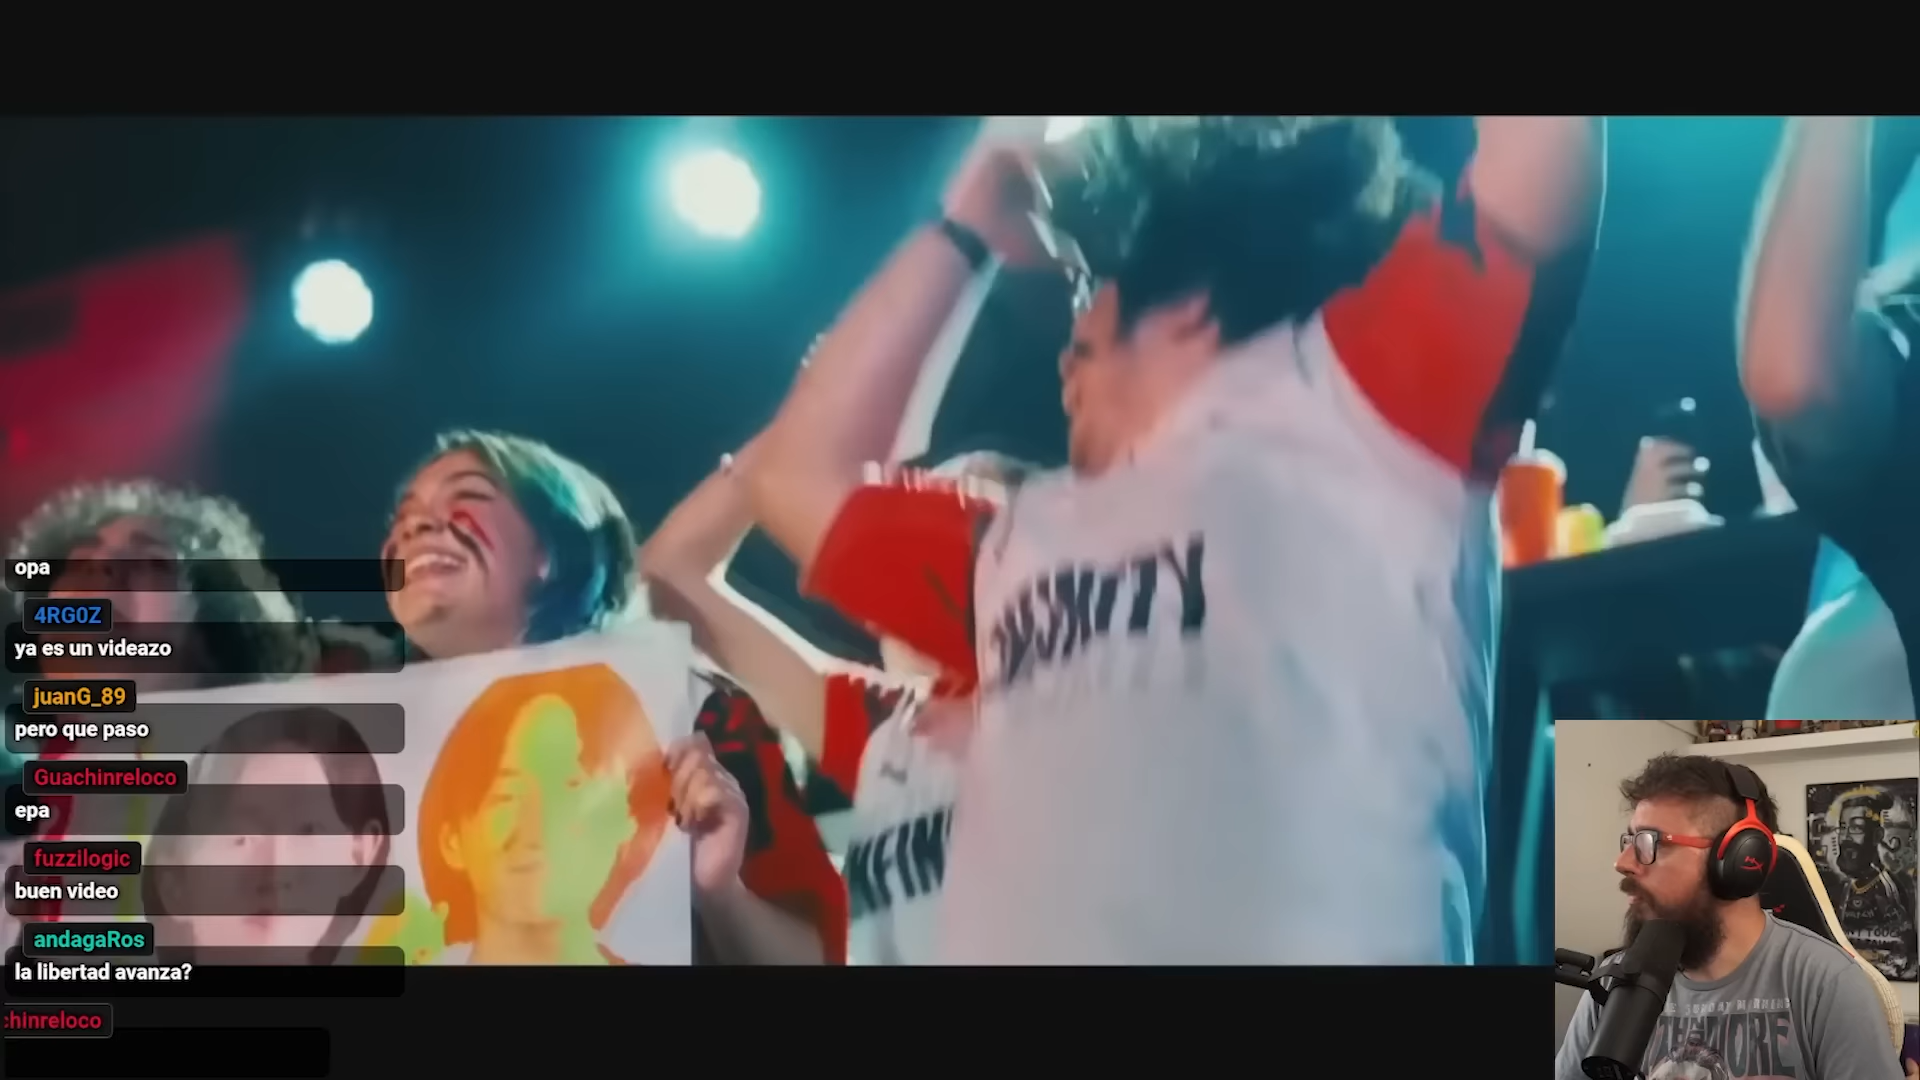 opa
4RG0Z
ya es un videazo
juanG_89
pero que paso
Guachinreloco
epa
fuzzilogic
buen video
andagaRos
la libertad avanza?
chinreloco